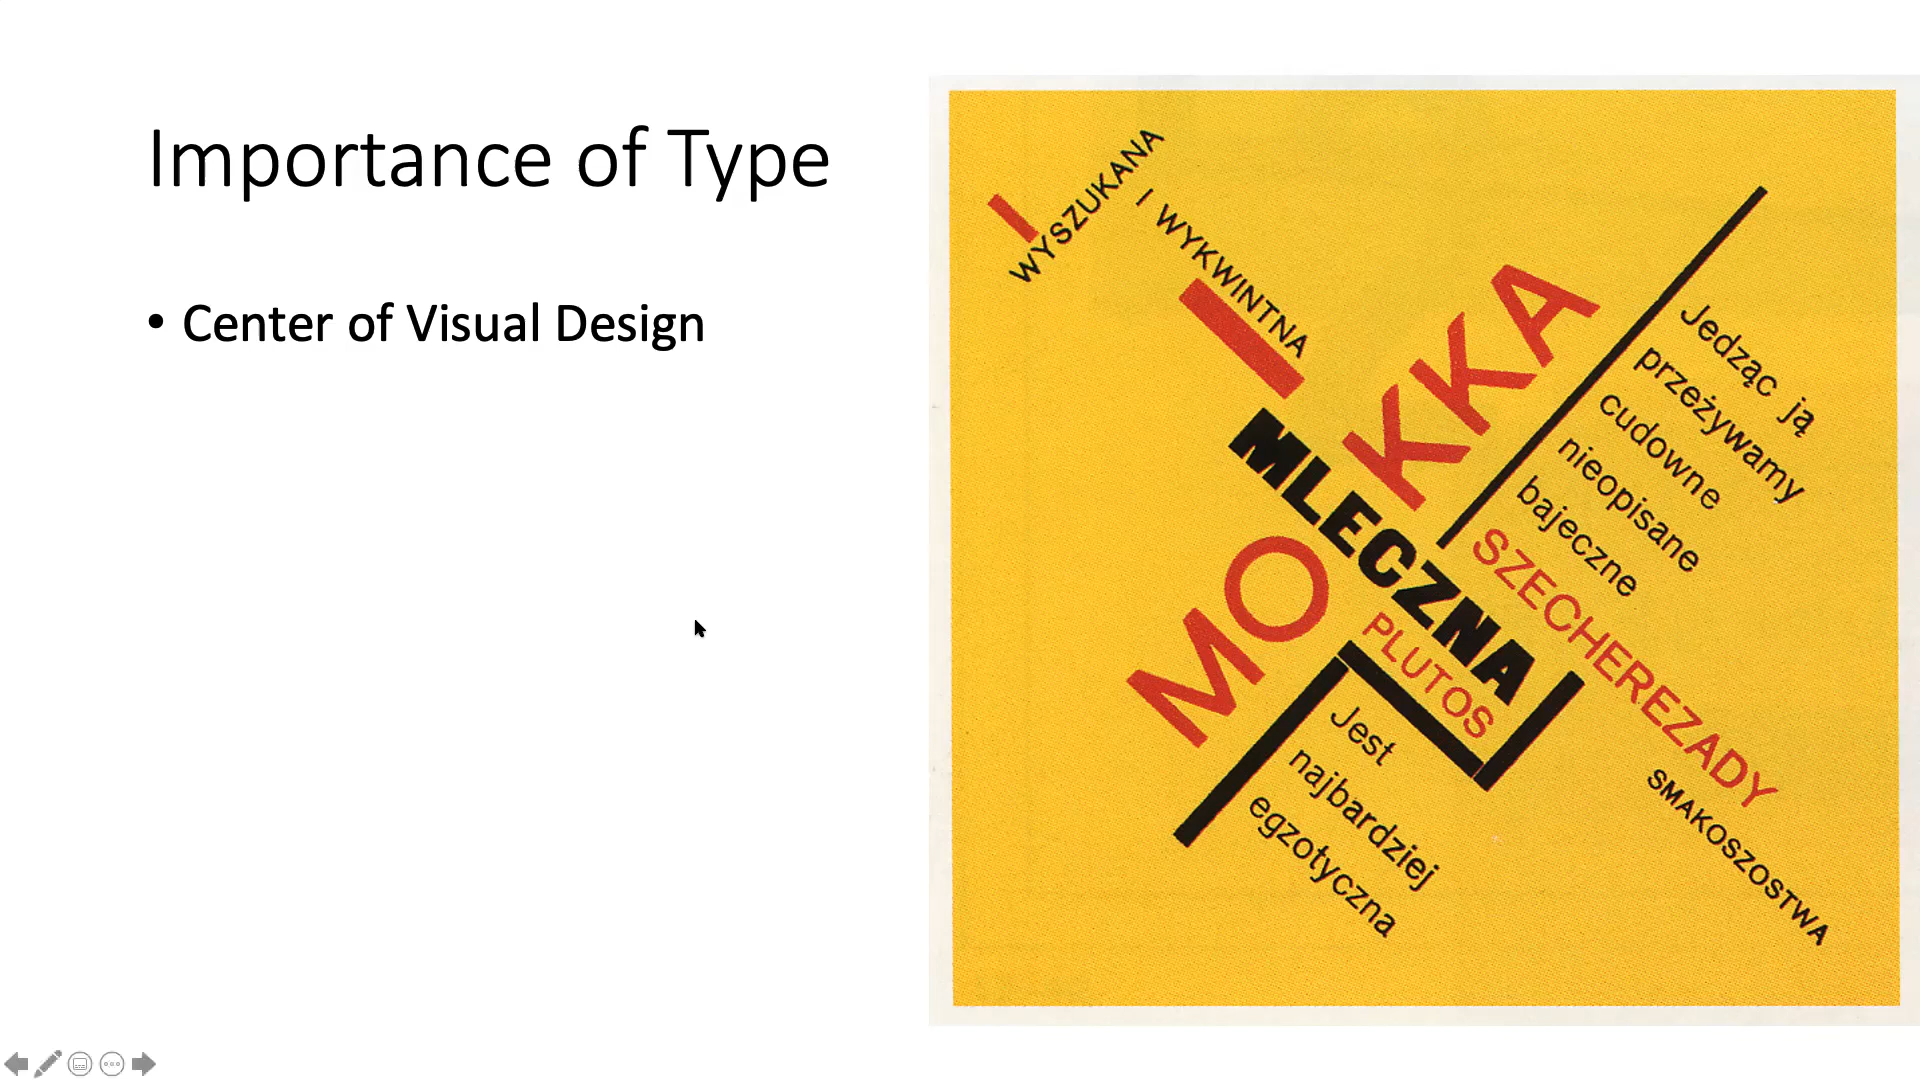 Importance of Type
• Center of Visual Design
WYSZUKANA
I WYKWINTNA
MOKKA
MLECZNA
PLUTOS
Jest
najbardziej
egzotyczna
Jedząc ją
przeżywamy
cudowne
nieopisane
bajeczne
SZECHEREZADY
SMAKOSZOSTWA